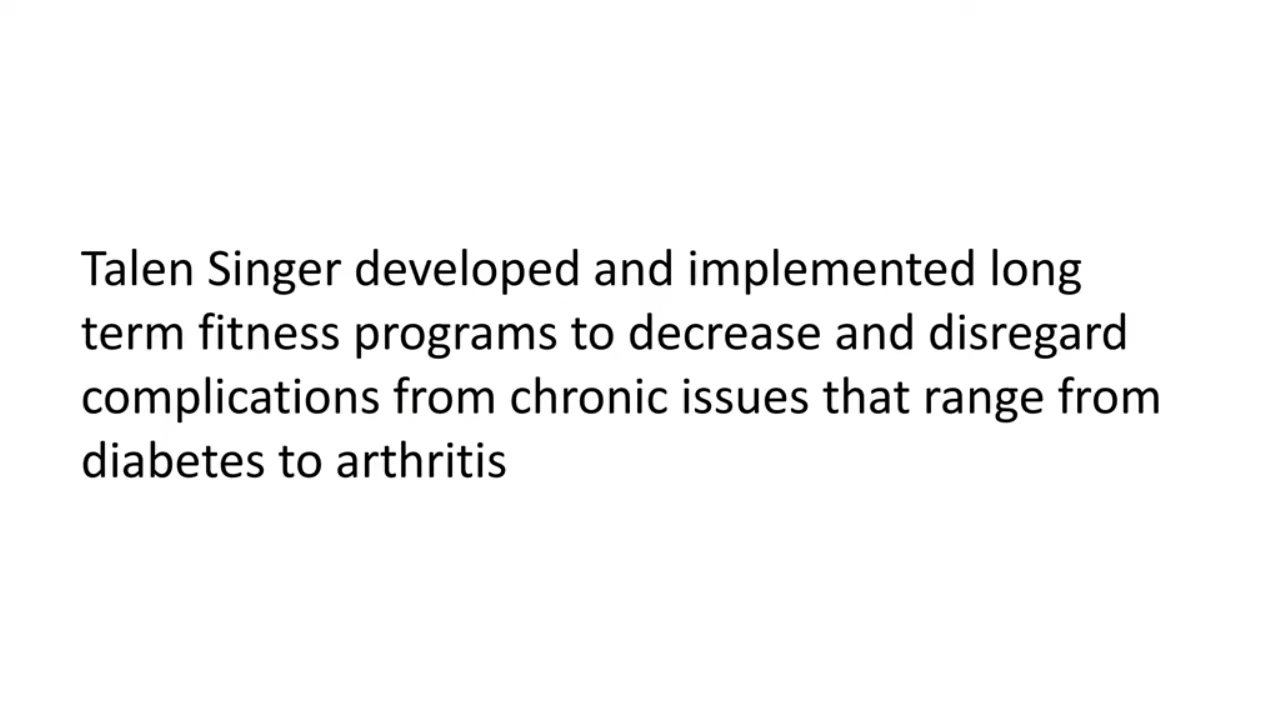 Talen Singer developed and implemented long
term fitness programs to decrease and disregard
complications from chronic issues that range from
diabetes to arthritis